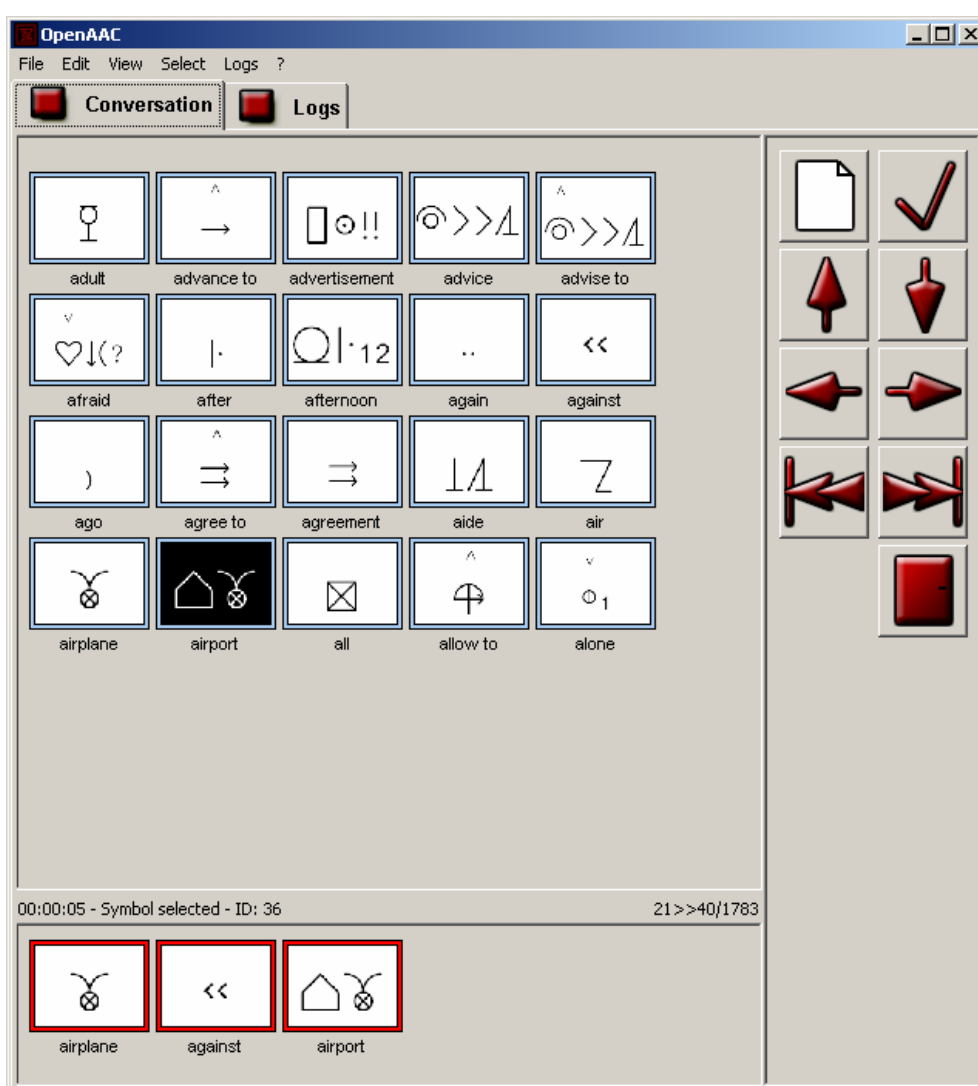 OpenAAC
File Edit View Select Logs ?
Conversation Logs
adult advance to advertisement advice advise to
12
afraid after afternoon again against
ago agree to agreement aide air
1
airplane airport all allow to alone
00:00:05 - Symbol selected - ID: 36 21>>40/1783
airplane against airport